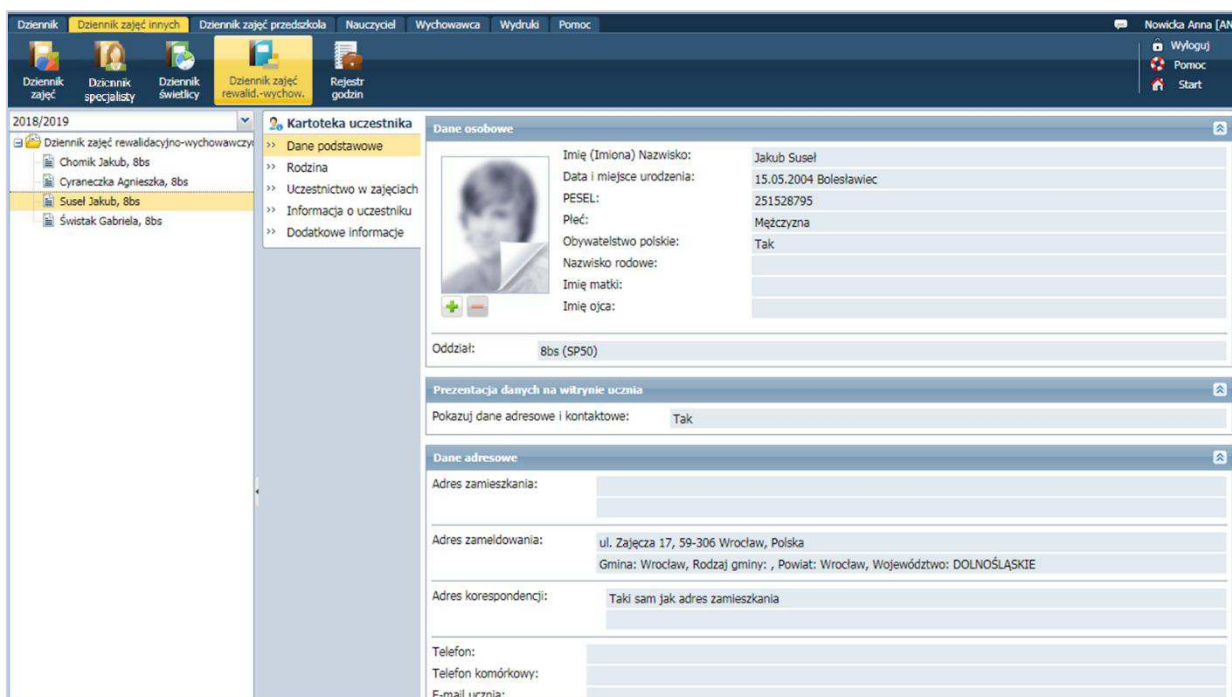 Dziennik Dziennik zajęć innych Dziennik zajęć przedszkola Nauczyciel Wychowawca Wydruki Pomoc Nowicka Anna [AN
Dziennik zajęć
Dziennik specjalisty
Dziennik świetlicy
Dziennik zajęć rewalid.-wychow.
Rejestr godzin
Wyloguj
Pomoc
Start
2018/2019
Dziennik zajęć rewalidacyjno-wychowawczy
Chomik Jakub, 8bs
Cyraneczka Agnieszka, 8bs
Suseł Jakub, 8bs
Świstak Gabriela, 8bs
Kartoteka uczestnika
>> Dane podstawowe
>> Rodzina
>> Uczestnictwo w zajęciach
>> Informacja o uczestniku
>> Dodatkowe informacje
Dane osobowe
Imię (Imiona) Nazwisko: Jakub Suseł
Data i miejsce urodzenia: 15.05.2004 Bolesławiec
PESEL: 251528795
Płeć: Mężczyzna
Obywatelstwo polskie: Tak
Nazwisko rodowe:
Imię matki:
Imię ojca:
Oddział: 8bs (SP50)
Prezentacja danych na witrynie ucznia
Pokazuj dane adresowe i kontaktowe: Tak
Dane adresowe
Adres zamieszkania:
Adres zameldowania: ul. Zajęcza 17, 59-306 Wrocław, Polska
Gmina: Wrocław, Rodzaj gminy: , Powiat: Wrocław, Województwo: DOLNOŚLĄSKIE
Adres korespondencji: Taki sam jak adres zamieszkania
Telefon:
Telefon komórkowy:
E-mail ucznia: